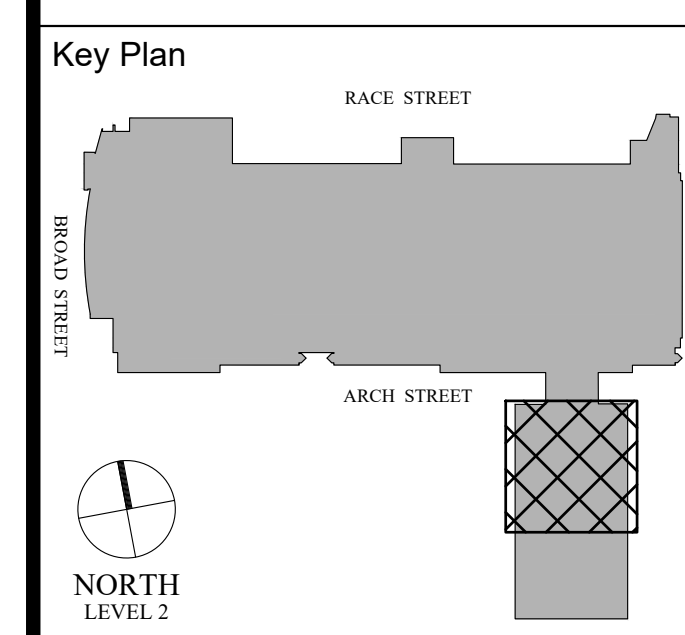 Key Plan
RACE STREET
BROAD STREET
ARCH STREET
NORTH
LEVEL 2